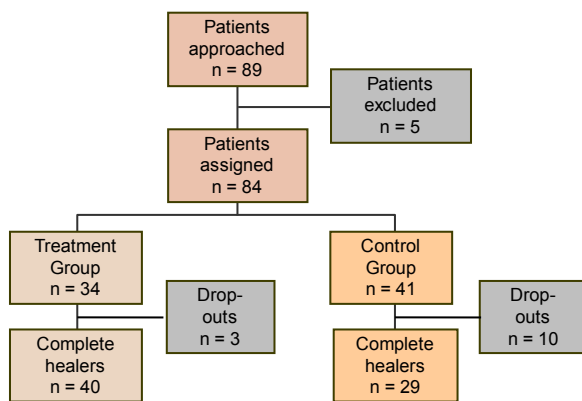 Patients
approached
n = 89
Patients
excluded
n = 5
Patients
assigned
n = 84
Treatment
Group
n = 34
Control
Group
n = 41
Drop-
outs
n = 3
Drop-
outs
n = 10
Complete
healers
n = 40
Complete
healers
n = 29